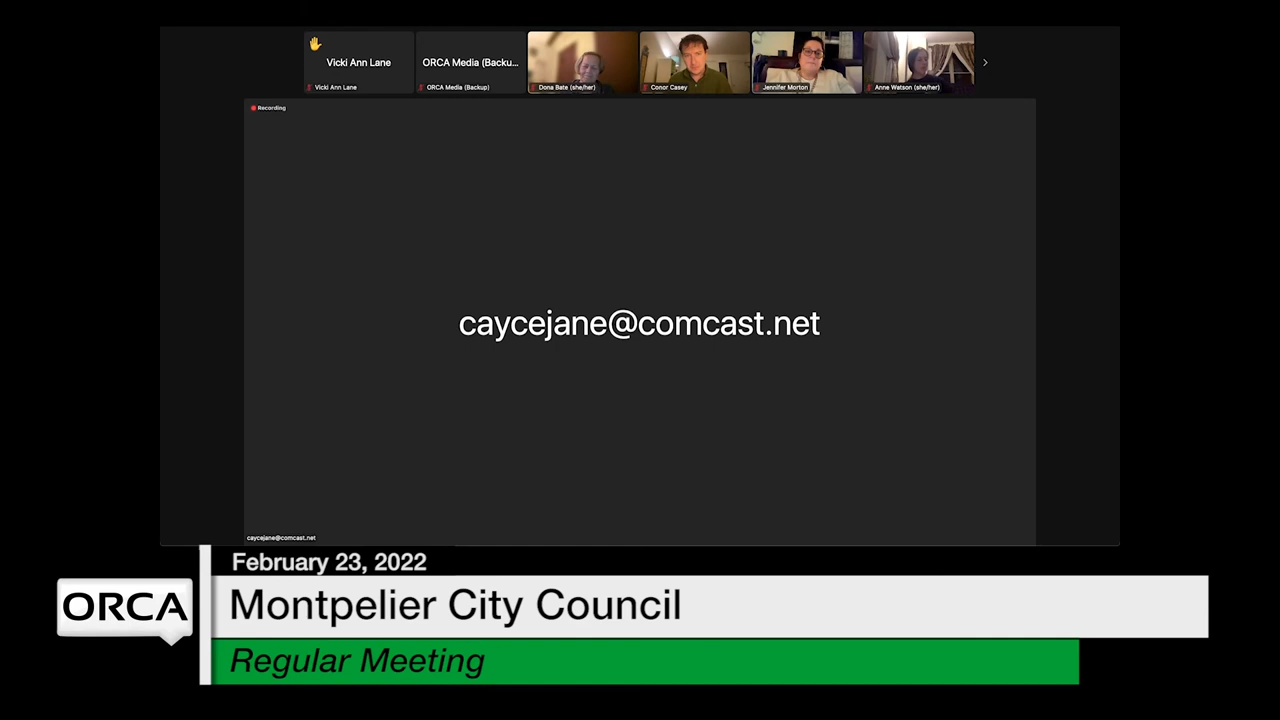 Vicki Ann Lane
ORCA Media (Backu...
Vicki Ann Lane
ORCA Media (Backup)
Dona Bate (she/her)
Conor Casey
Jennifer Morton
Anne Watson (she/her)
Recording
caycejane@comcast.net
caycejane@comcast.net
February 23, 2022
ORCA
Montpelier City Council
Regular Meeting